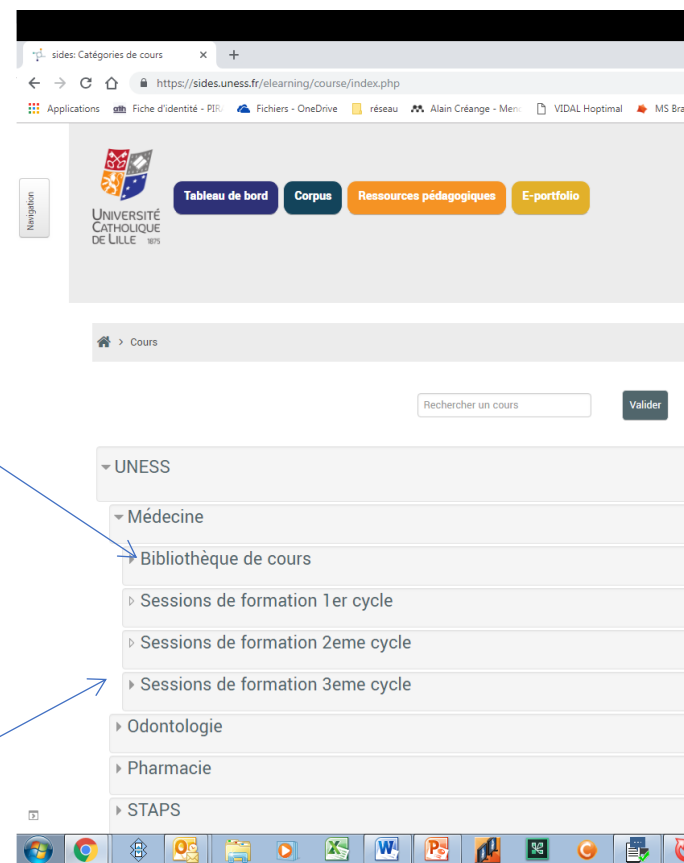 sides: Catégories de cours
https://sides.uness.fr/elearning/course/index.php
Applications Fiche d'identité - PIR Fichiers - OneDrive réseau Alain Créange - Men VIDAL Hoptimal MS Bra
Navigation
UNIVERSITÉ
CATHOLIQUE
DE LILLE 1875
Tableau de bord Corpus Ressources pédagogiques E-portfolio
> Cours
Rechercher un cours Valider
UNESS
Médecine
Bibliothèque de cours
Sessions de formation 1er cycle
Sessions de formation 2eme cycle
Sessions de formation 3eme cycle
Odontologie
Pharmacie
STAPS